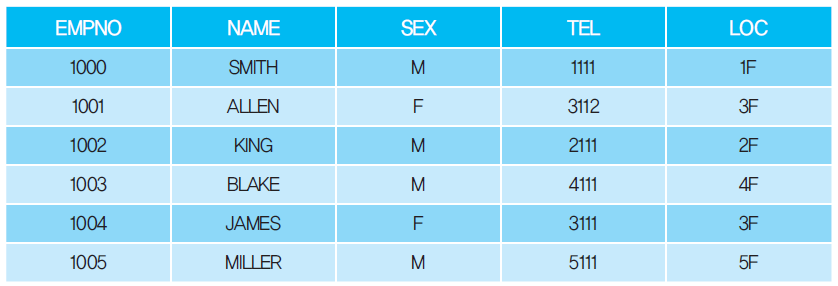 EMPNO NAME SEX TEL LOC
1000 SMITH M 1111 1F
1001 ALLEN F 3112 3F
1002 KING M 2111 2F
1003 BLAKE M 4111 4F
1004 JAMES F 3111 3F
1005 MILLER M 5111 5F